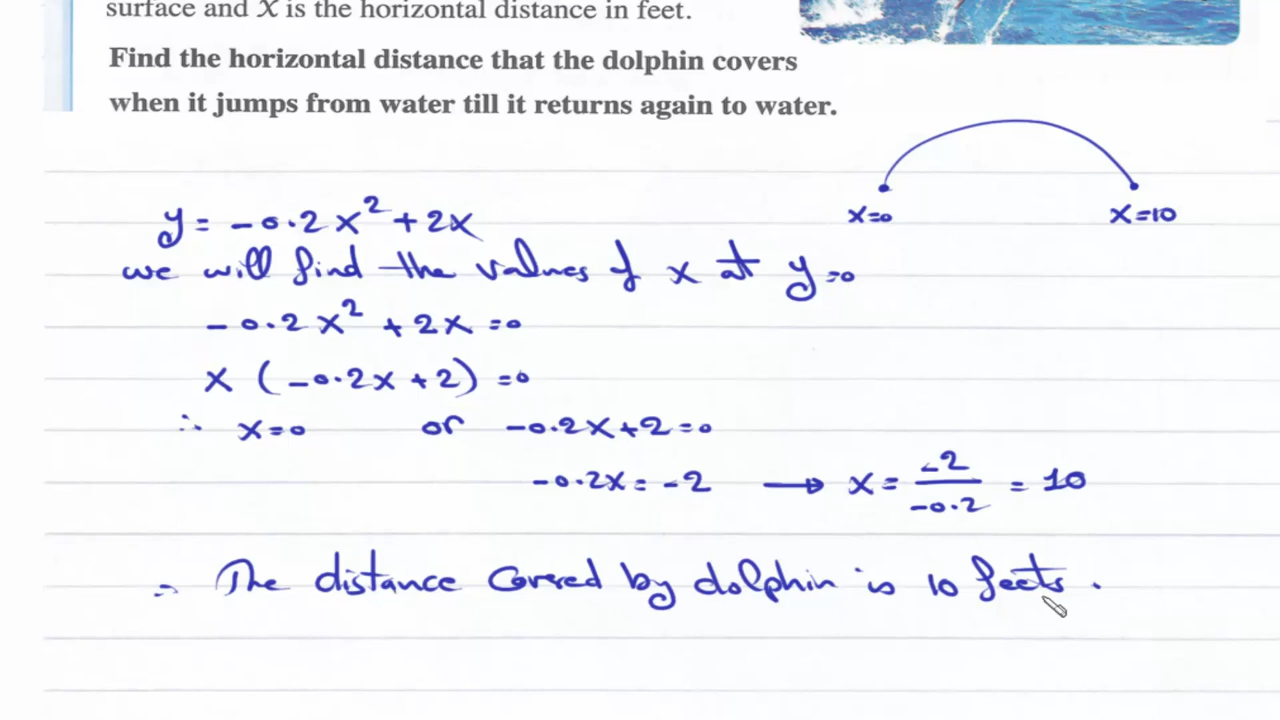 surface and X is the horizontal distance in feet.
Find the horizontal distance that the dolphin covers
when it jumps from water till it returns again to water.
x=0
x=10
y = -0.2x² + 2x
we will find the values of x at y=0
-0.2x² + 2x =0
x (-0.2x + 2) =0
∴ x=0 or -0.2x+2=0
-0.2x = -2 → x = -2/-0.2 = 10
∴ The distance covered by dolphin is 10 feets.